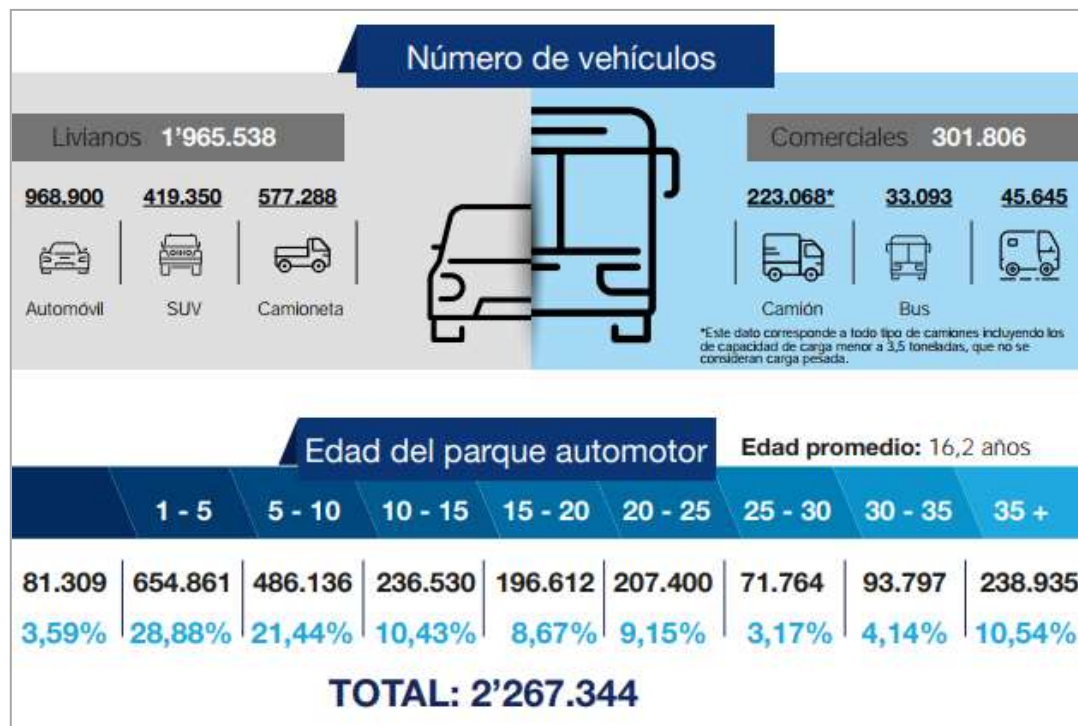 Número de vehículos
Livianos 1'965.538
Comerciales 301.806
968.900 419.350 577.288
223.068* 33.093 45.645
Automóvil SUV Camioneta
Camión Bus
*Este dato corresponde a todo tipo de camiones incluyendo los
de capacidad de carga menor a 3,5 toneladas, que no se
consideran carga pesada.
Edad del parque automotor
Edad promedio: 16,2 años
1 - 5 5 - 10 10 - 15 15 - 20 20 - 25 25 - 30 30 - 35 35 +
81.309 654.861 486.136 236.530 196.612 207.400 71.764 93.797 238.935
3,59% 28,88% 21,44% 10,43% 8,67% 9,15% 3,17% 4,14% 10,54%
TOTAL: 2'267.344